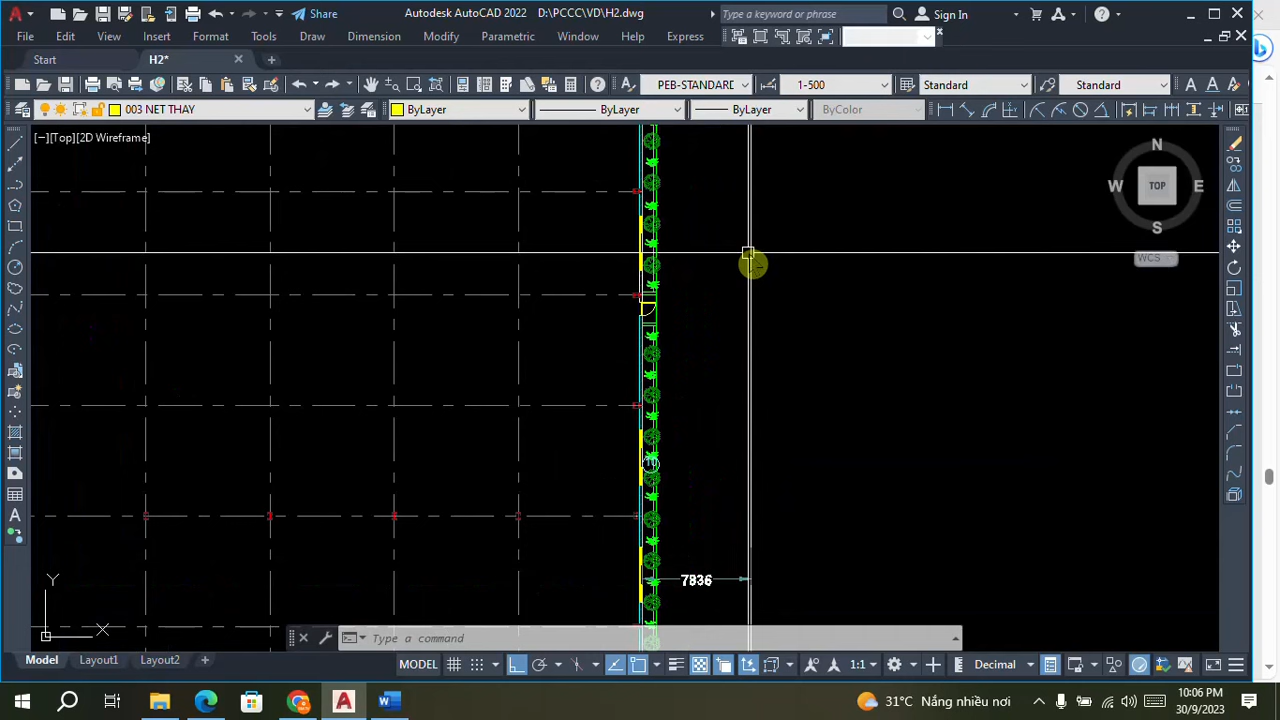 Share
Autodesk AutoCAD 2022 D:\PCCC\VD\H2.dwg
Type a keyword or phrase
Sign In
File Edit View Insert Format Tools Draw Dimension Modify Parametric Window Help Express
Start
H2*
PEB-STANDARD
1-500
Standard
Standard
003 NET THAY
ByLayer
ByLayer
ByLayer
ByColor
[−][Top][2D Wireframe]
N
W TOP E
S
WCS
10
7836
Y
X
Type a command
Model Layout1 Layout2
MODEL
1:1
Decimal
31°C Nắng nhiều nơi
10:06 PM
30/9/2023